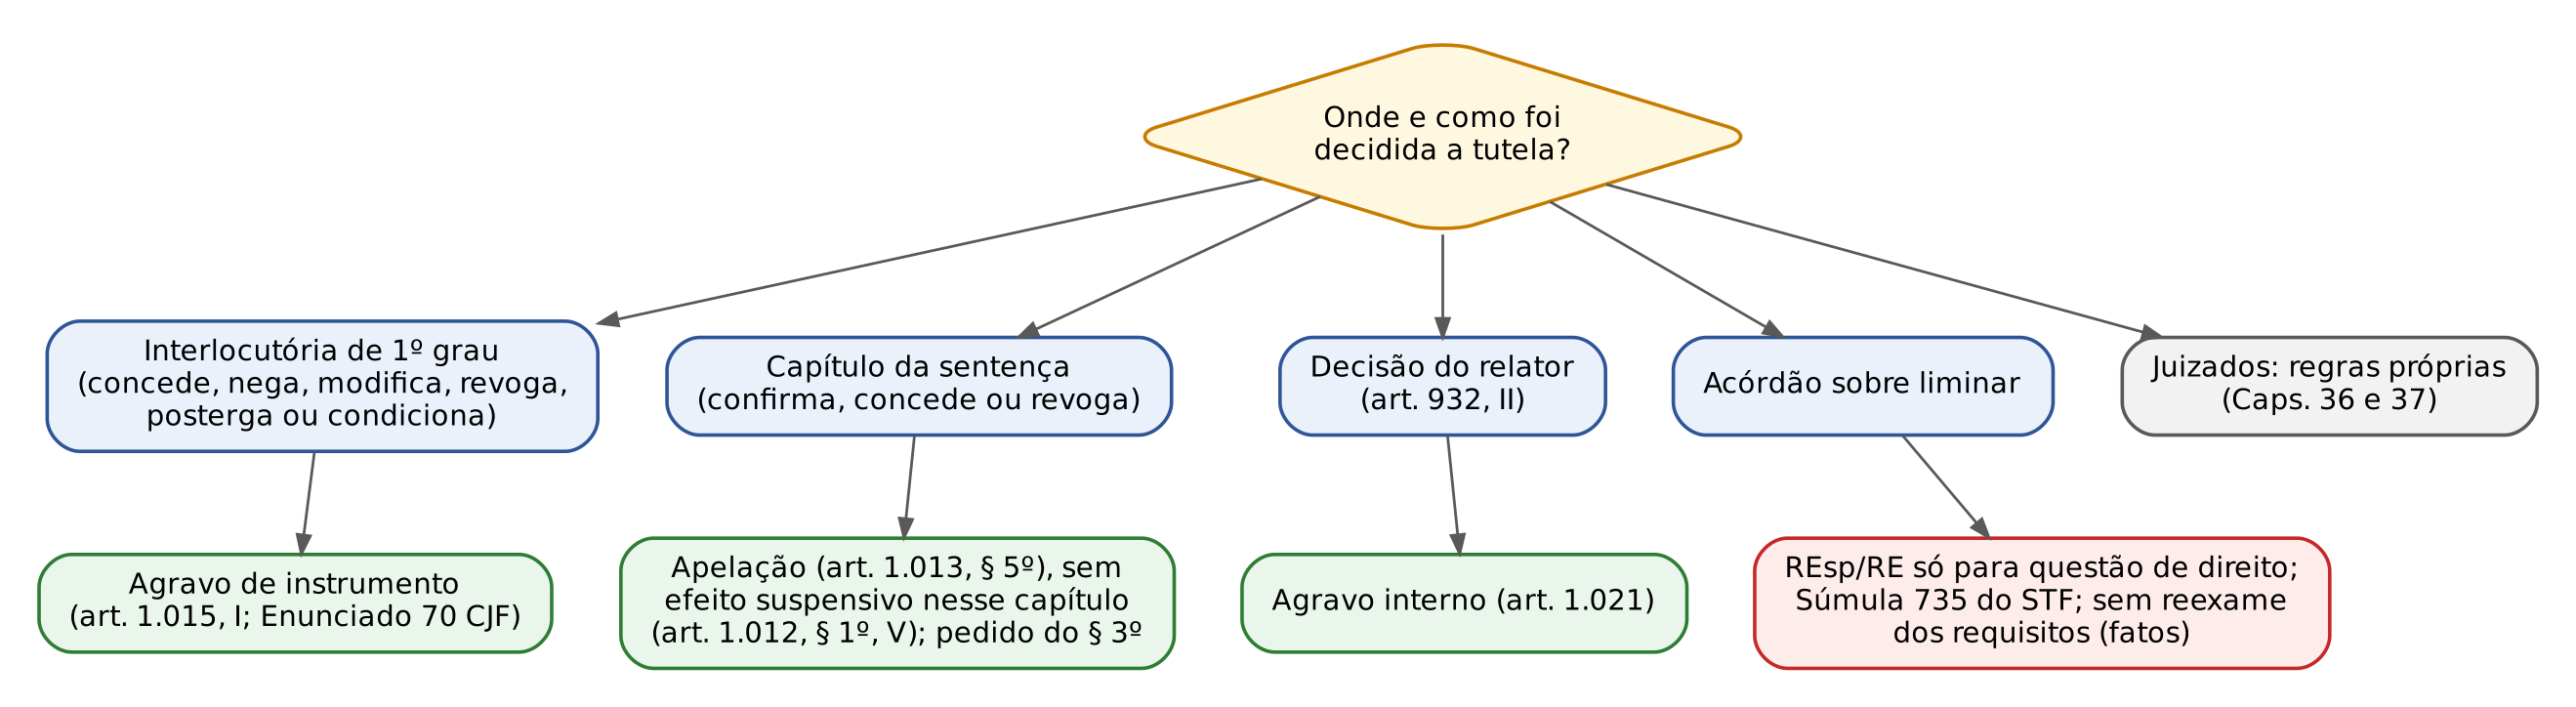 Onde e como foi
decidida a tutela?
Interlocutória de 1º grau
(concede, nega, modifica, revoga,
posterga ou condiciona)
Capítulo da sentença
(confirma, concede ou revoga)
Decisão do relator
(art. 932, II)
Acórdão sobre liminar
Juizados: regras próprias
(Caps. 36 e 37)
Agravo de instrumento
(art. 1.015, I; Enunciado 70 CJF)
Apelação (art. 1.013, § 5º), sem
efeito suspensivo nesse capítulo
(art. 1.012, § 1º, V); pedido do § 3º
Agravo interno (art. 1.021)
REsp/RE só para questão de direito;
Súmula 735 do STF; sem reexame
dos requisitos (fatos)